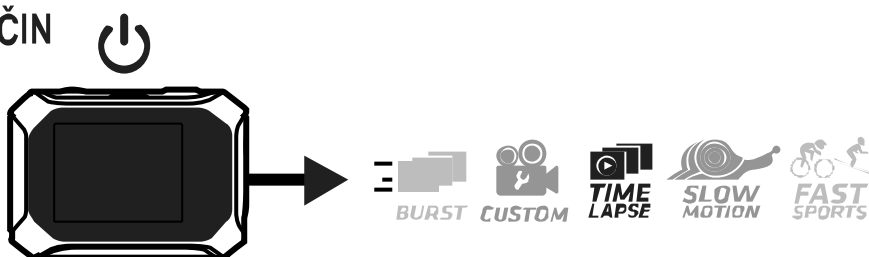 ČIN
BURST
CUSTOM
TIME
LAPSE
SLOW
MOTION
FAST
SPORTS